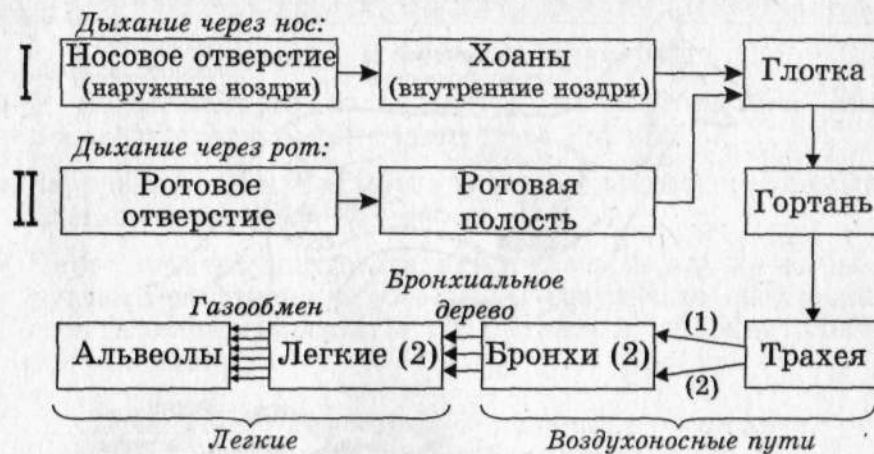 Дыхание через нос:
I
Носовое отверстие
(наружные ноздри)
Хоаны
(внутренние ноздри)
Глотка
Дыхание через рот:
II
Ротовое
отверстие
Ротовая
полость
Гортань
Газообмен
Бронхиальное
дерево
Альвеолы
Легкие (2)
Бронхи (2)
(1)
(2)
Трахея
Легкие
Воздухоносные пути